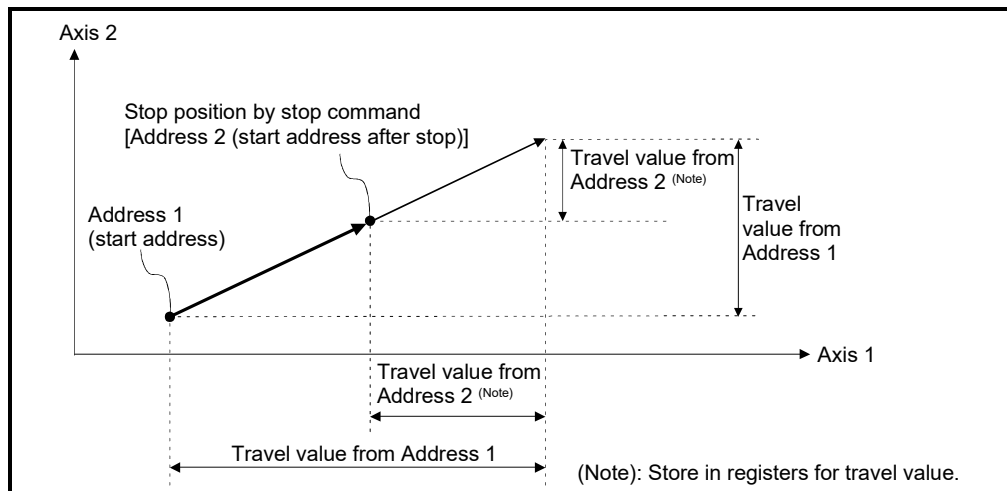 Axis 2
Stop position by stop command
[Address 2 (start address after stop)]
Travel value from
Address 2 (Note)
Address 1
(start address)
Travel
value from
Address 1
Axis 1
Travel value from
Address 2 (Note)
Travel value from Address 1
(Note): Store in registers for travel value.